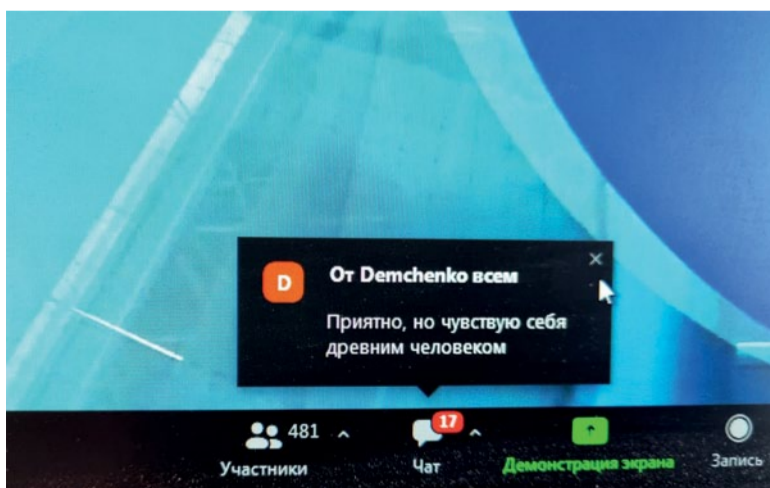 D
От Demchenko всем
Приятно, но чувствую себя
древним человеком
481
17
Участники
Чат
Демонстрация экрана
Запись